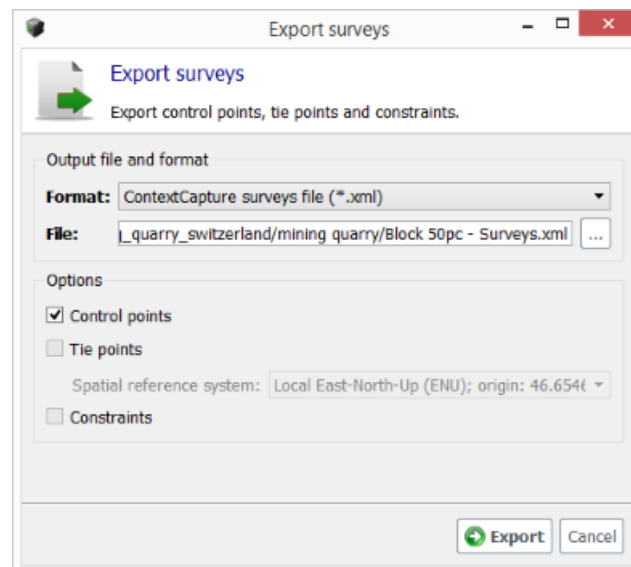 Export surveys
Export surveys
Export control points, tie points and constraints.
Output file and format
Format: ContextCapture surveys file (*.xml)
File: _quarry_switzerland/mining quarry/Block 50pc - Surveys.xml ...
Options
Control points
Tie points
Spatial reference system: Local East-North-Up (ENU); origin: 46.6546
Constraints
Export Cancel